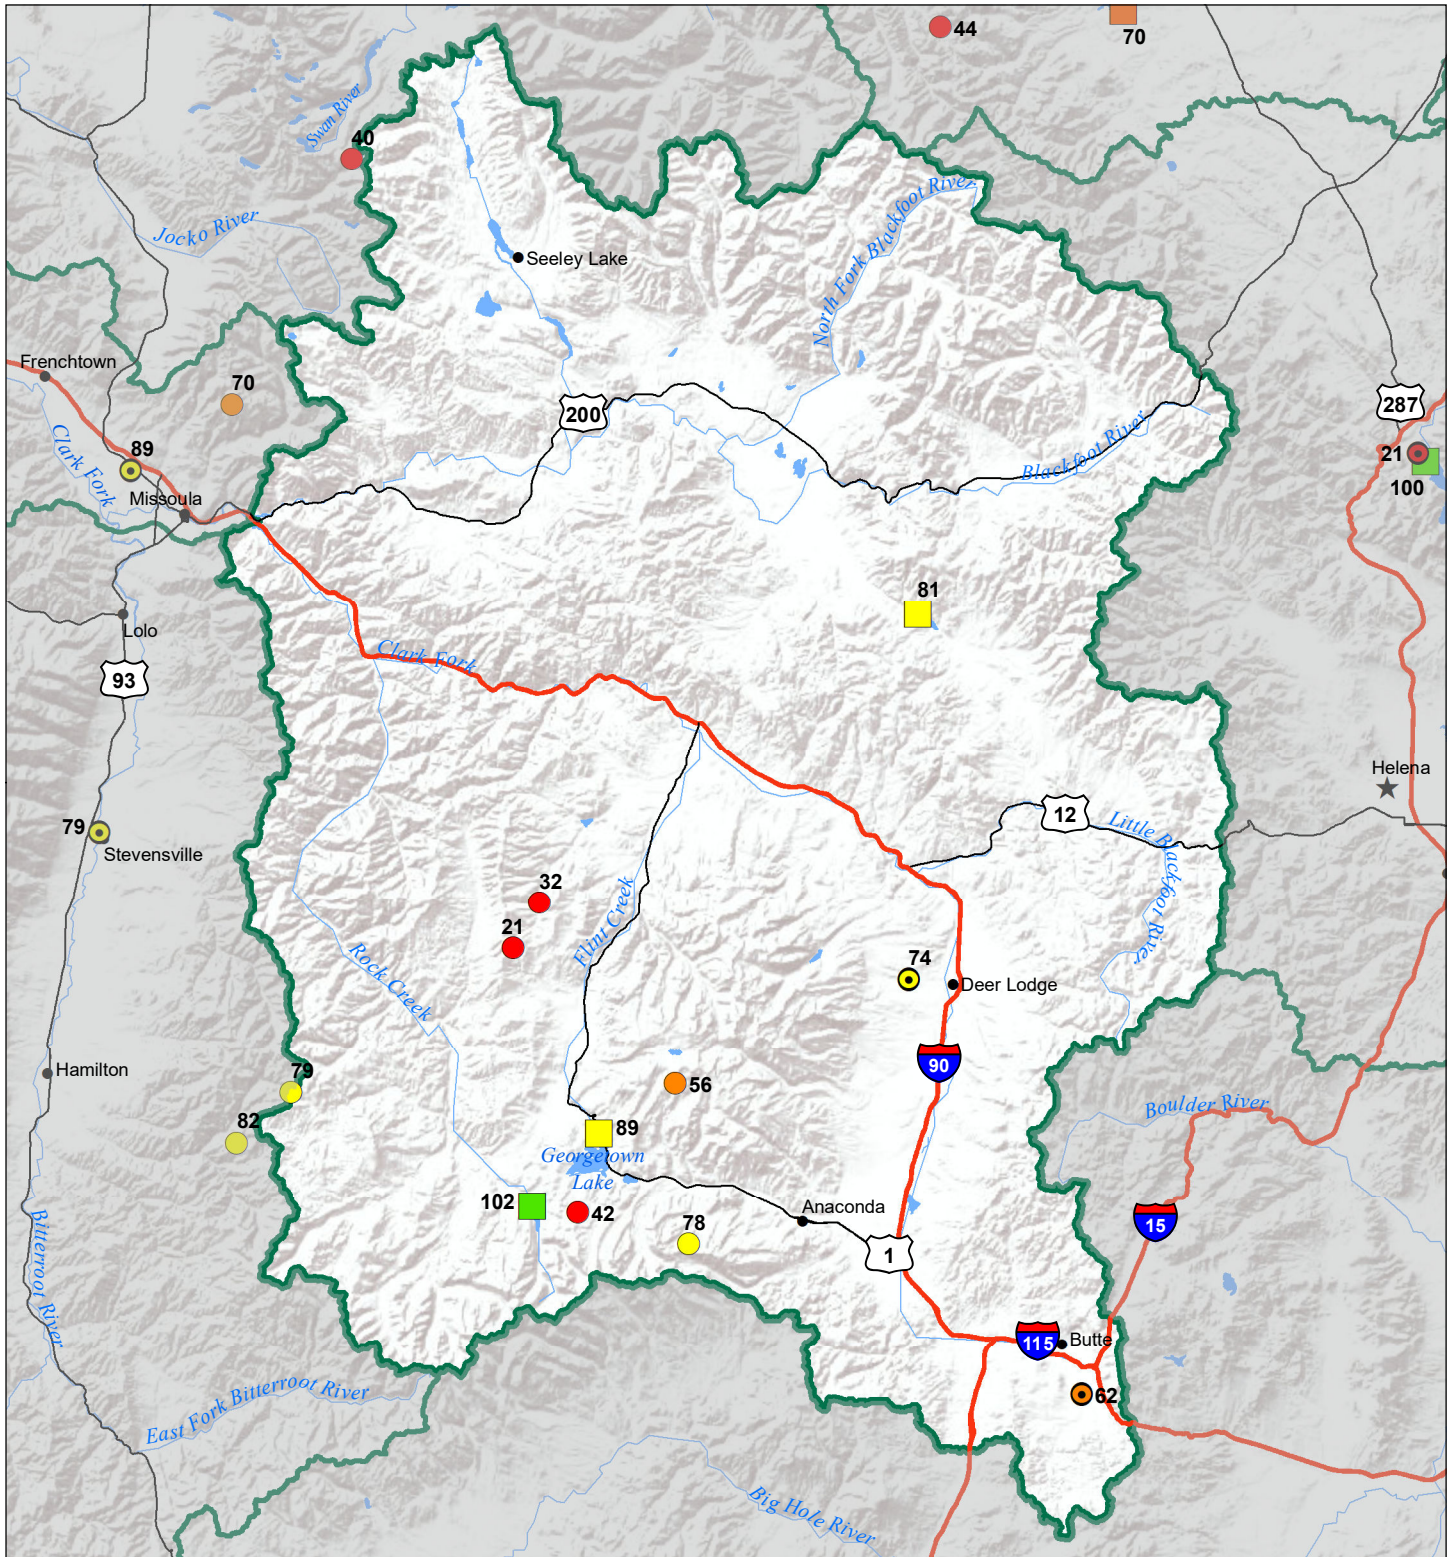 44
70
Swan River
40
Jocko River
North Fork Blackfoot River
Seeley Lake
Frenchtown
70
200
287
Clark Fork
89
Blackfoot River
21
100
Missoula
81
Lolo
Clark Fork
93
Helena
12
Little Blackfoot River
79
Stevensville
32
Flint Creek
21
Rock Creek
74
Deer Lodge
90
Hamilton
79
56
Boulder River
82
89
Georgetown
Lake
102
42
Anaconda
15
78
1
Bitterroot River
115
Butte
62
East Fork Bitterroot River
Big Hole River